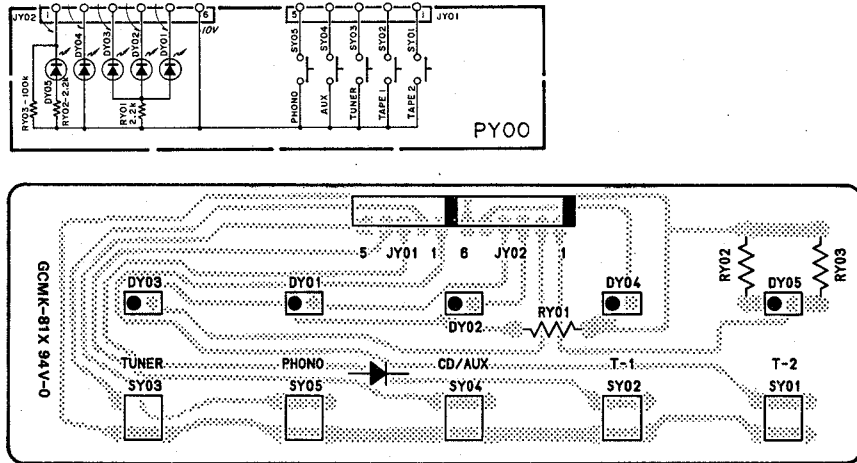 JY02 1 6 5 1 JY01
10V
DY04 DY03 DY02 DY01
SY05 SY04 SY03 SY02 SY01
RY03-100k
DY05
RY02-2.2k
RY01 2.2k
PHONO AUX TUNER TAPE 1 TAPE 2
PY00
5 JY01 1 6 JY02 1
GCMK-81X 94V-0
DY03 DY01 DY02 RY01 DY04 RY02 DY05 RY03
TUNER PHONO CD/AUX T-1 T-2
SY03 SY05 SY04 SY02 SY01